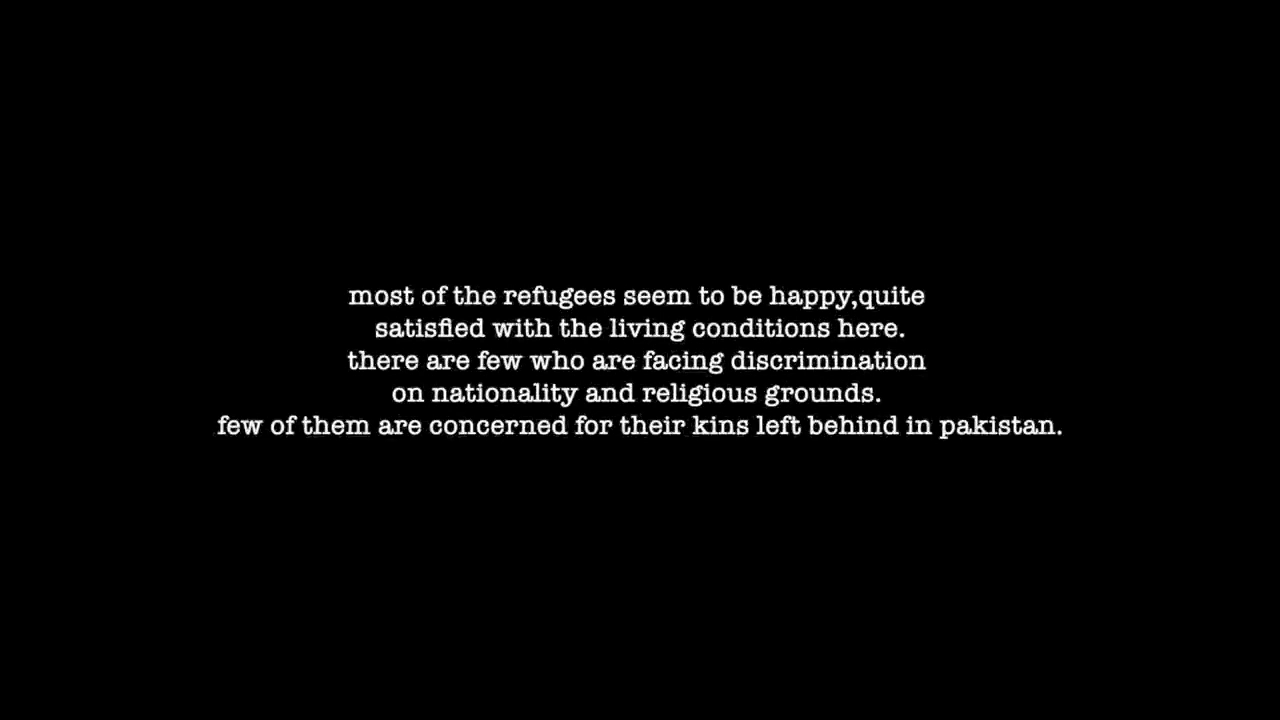 most of the refugees seem to be happy,quite
satisfied with the living conditions here.
there are few who are facing discrimination
on nationality and religious grounds.
few of them are concerned for their kins left behind in pakistan.